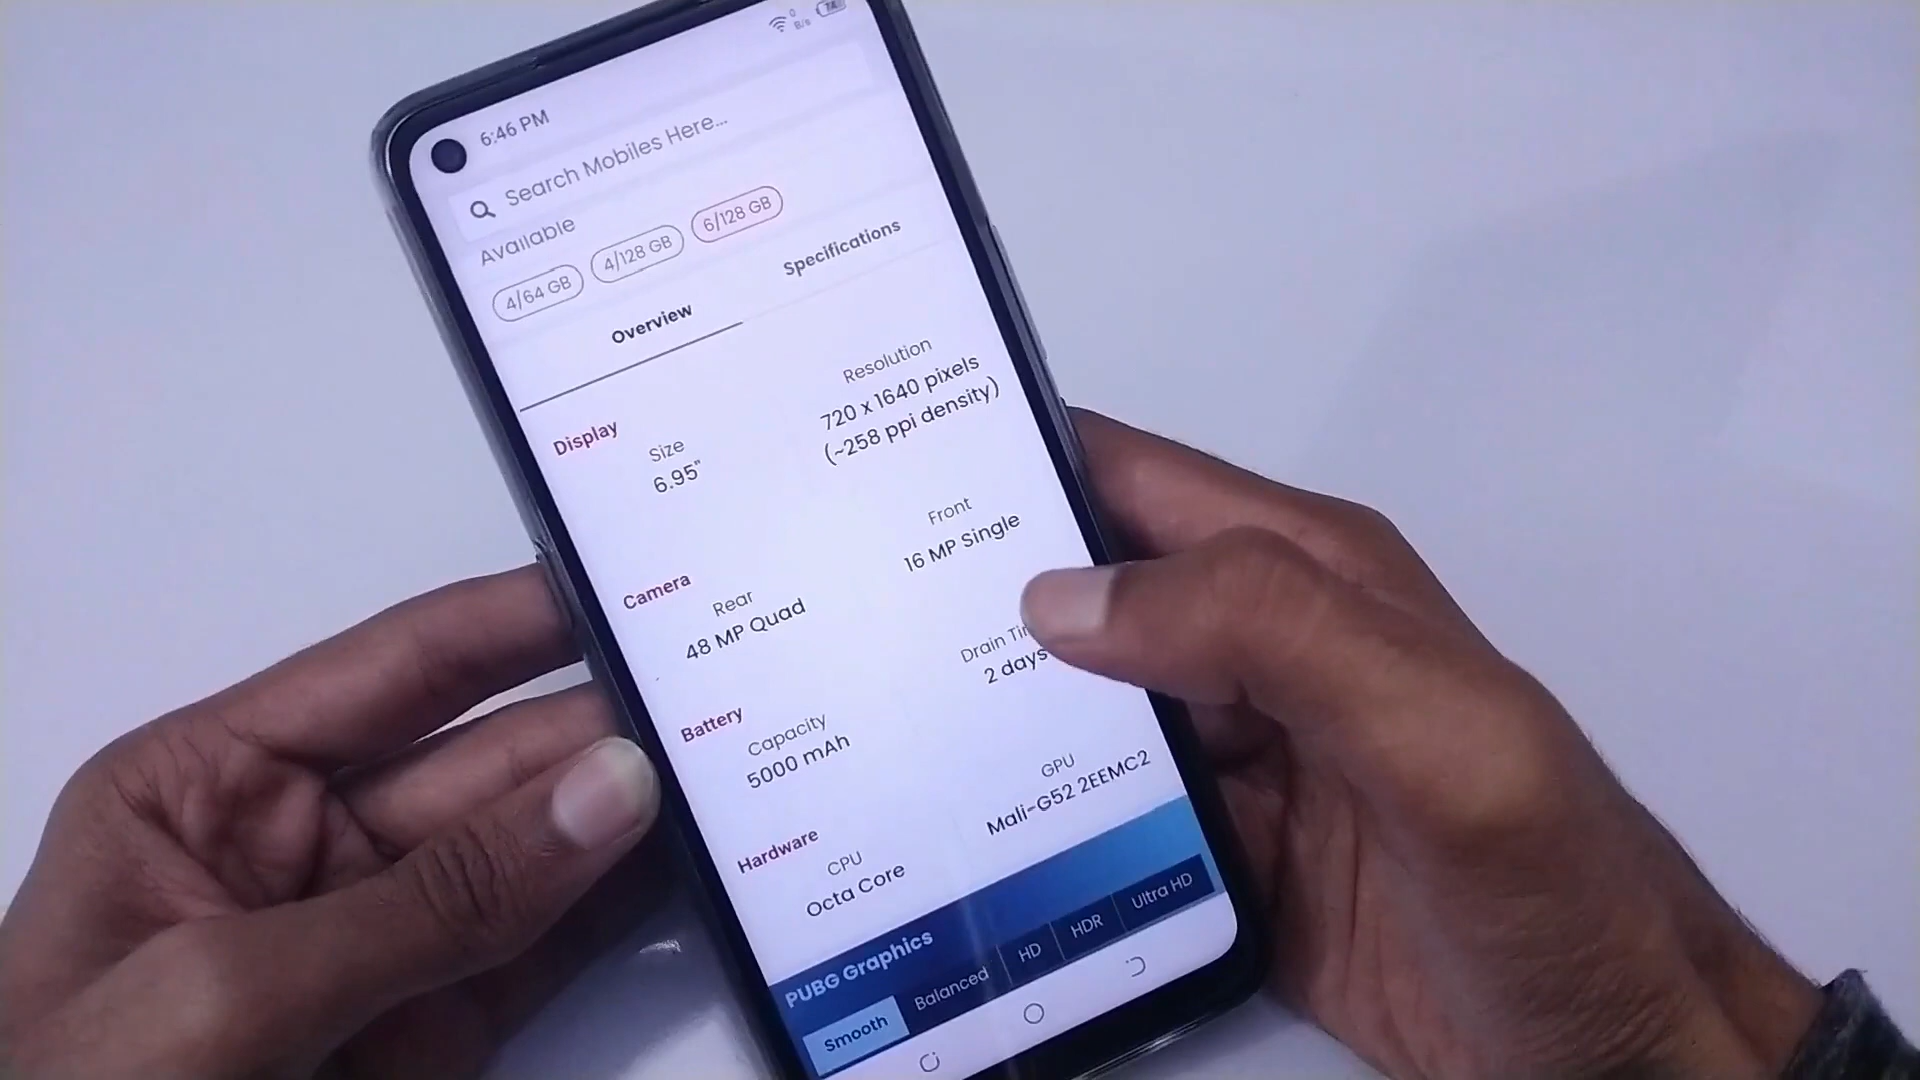 0
B/s
74
6:46 PM
Search Mobiles Here...
Available
4/64 GB
4/128 GB
6/128 GB
Overview
Specifications
Display
Size
6.95"
Resolution
720 x 1640 pixels
(~258 ppi density)
Camera
Rear
48 MP Quad
Front
16 MP Single
Battery
Capacity
5000 mAh
Drain
2 days
Hardware
CPU
Octa Core
GPU
Mali-G52 2EEMC2
PUBG Graphics
Smooth
Balanced
HD
HDR
Ultra HD